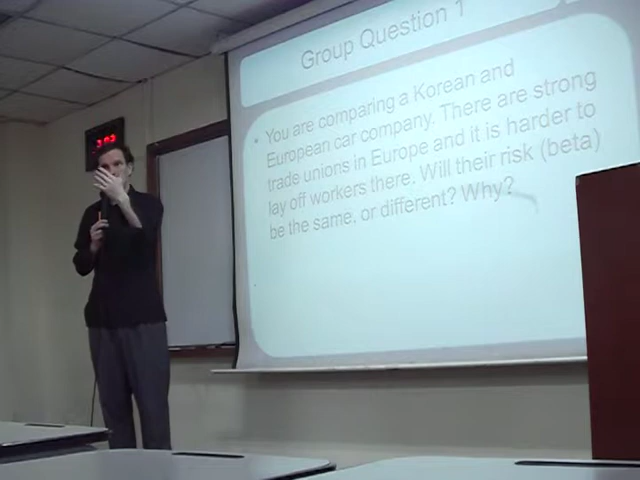 Group Question 1
• You are comparing a Korean and
European car company. There are strong
trade unions in Europe and it is harder to
lay off workers there. Will their risk (beta)
be the same, or different? Why?